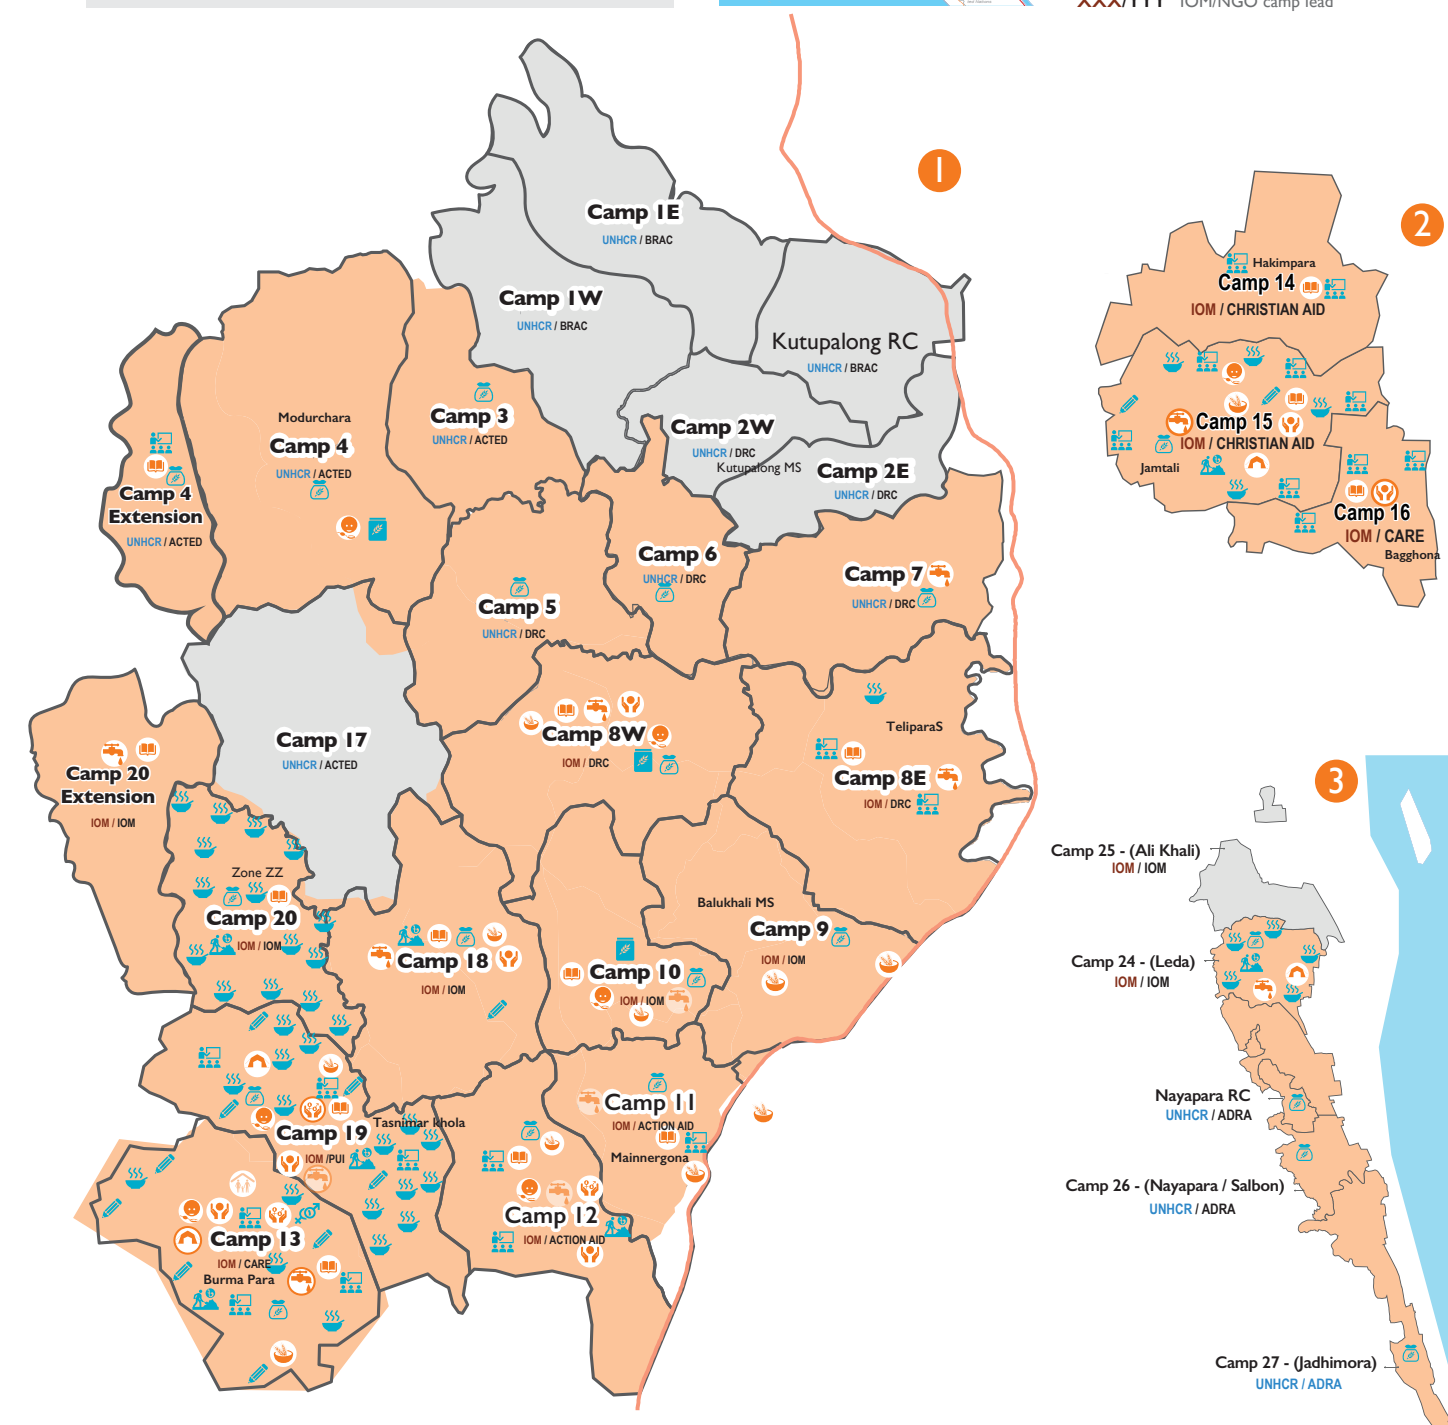 IOM/NGO camp lead
1
Camp 1E
UNHCR / BRAC
Camp 1W
UNHCR / BRAC
Kutupalong RC
UNHCR / BRAC
Modurchara
Camp 4
UNHCR / ACTED
Camp 3
UNHCR / ACTED
Camp 2W
UNHCR / DRC
Kutupalong MS
Camp 2E
UNHCR / DRC
Camp 4
Extension
UNHCR / ACTED
Camp 6
UNHCR / DRC
Camp 7
UNHCR / DRC
Camp 5
UNHCR / DRC
Camp 17
UNHCR / ACTED
Camp 8W
IOM / DRC
TeliparaS
Camp 8E
IOM / DRC
Camp 20
Extension
IOM / IOM
Zone ZZ
Camp 20
IOM / IOM
Balukhali MS
Camp 9
IOM / IOM
Camp 18
IOM / IOM
Camp 10
IOM / IOM
Camp 11
IOM / ACTION AID
Mainnergona
Tasnimar khola
Camp 19
IOM /PUI
Camp 12
IOM / ACTION AID
Camp 13
IOM / CARE
Burma Para
2
Hakimpara
Camp 14
IOM / CHRISTIAN AID
Camp 15
IOM / CHRISTIAN AID
Jamtali
Camp 16
IOM / CARE
Bagghona
3
Camp 25 - (Ali Khali)
IOM / IOM
Camp 24 - (Leda)
IOM / IOM
Nayapara RC
UNHCR / ADRA
Camp 26 - (Nayapara / Salbon)
UNHCR / ADRA
Camp 27 - (Jadhimora)
UNHCR / ADRA